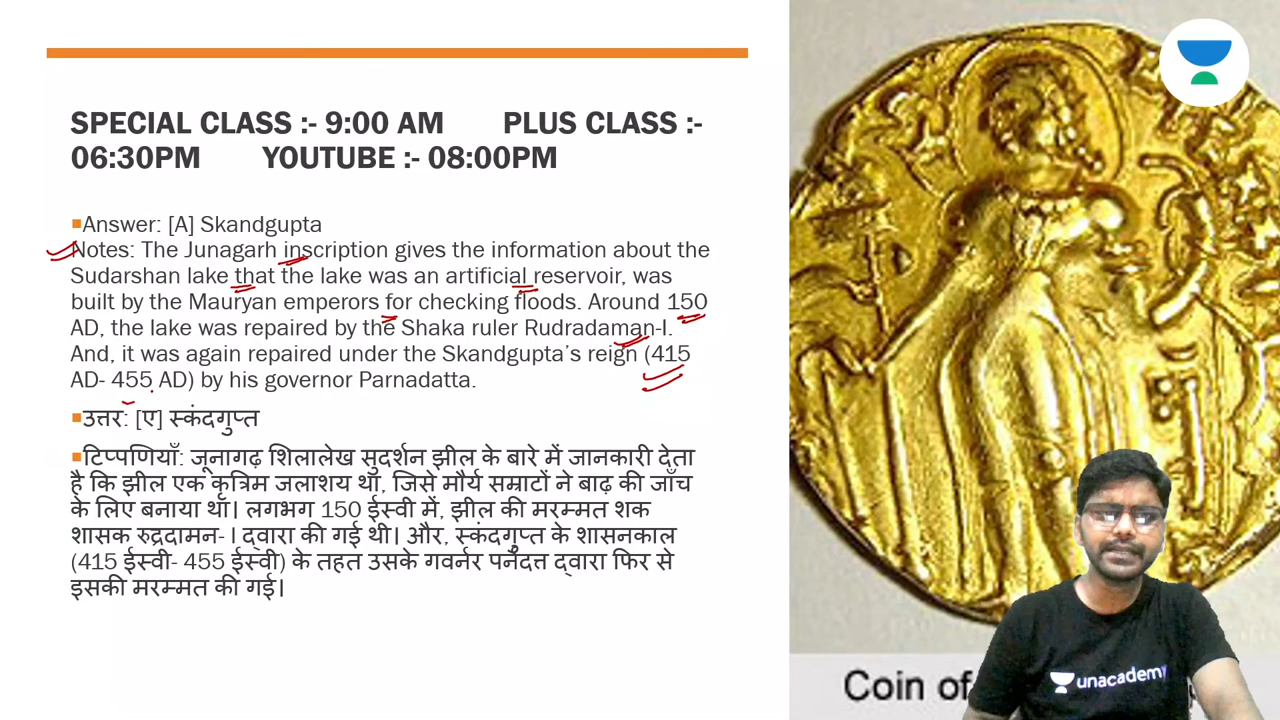 SPECIAL CLASS :- 9:00 AM PLUS CLASS :-
06:30PM YOUTUBE :- 08:00PM
Answer: [A] Skandgupta
Notes: The Junagarh inscription gives the information about the
Sudarshan lake that the lake was an artificial reservoir, was
built by the Mauryan emperors for checking floods. Around 150
AD, the lake was repaired by the Shaka ruler Rudradaman-I.
And, it was again repaired under the Skandgupta's reign (415
AD- 455 AD) by his governor Parnadatta.
उत्तर: [ए] स्कंदगुप्त
टिप्पणियाँ: जूनागढ़ शिलालेख सुदर्शन झील के बारे में जानकारी देता
है कि झील एक कृत्रिम जलाशय था, जिसे मौर्य सम्राटों ने बाढ़ की जाँच
के लिए बनाया था। लगभग 150 ईस्वी में, झील की मरम्मत शक
शासक रुद्रदामन- I द्वारा की गई थी। और, स्कंदगुप्त के शासनकाल
(415 ईस्वी- 455 ईस्वी) के तहत उसके गवर्नर पर्नदत्त द्वारा फिर से
इसकी मरम्मत की गई।
Coin of
unacademy